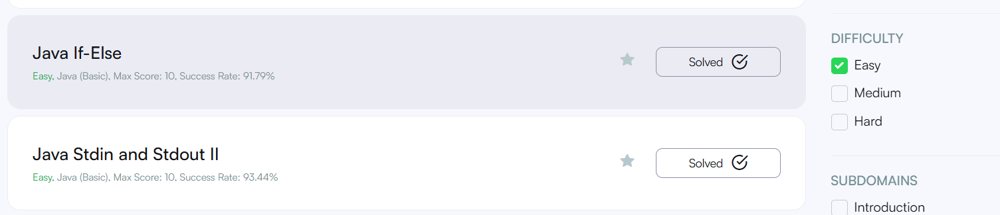 Java If-Else
Easy, Java (Basic), Max Score: 10, Success Rate: 91.79%
Solved
Java Stdin and Stdout II
Easy, Java (Basic), Max Score: 10, Success Rate: 93.44%
Solved
DIFFICULTY
Easy
Medium
Hard
SUBDOMAINS
Introduction